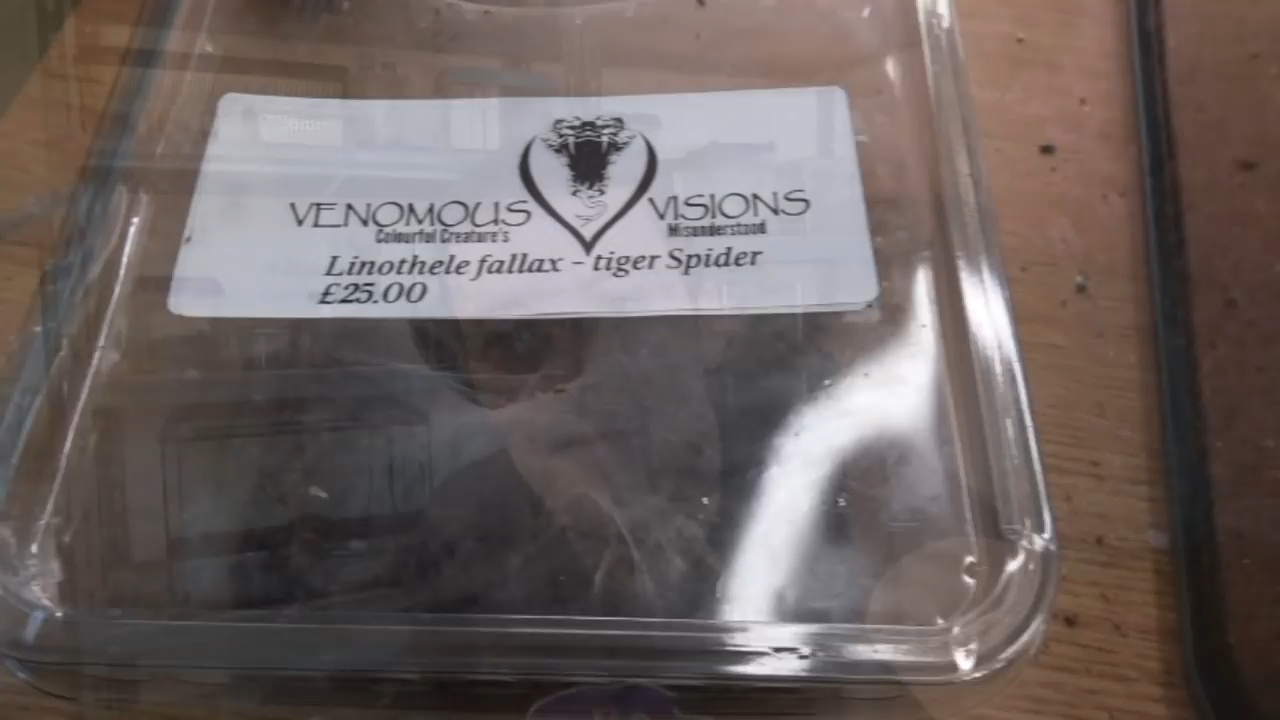 VENOMOUS VISIONS
Colourful Creature's Misunderstood
Linothele fallax - tiger Spider
£25.00